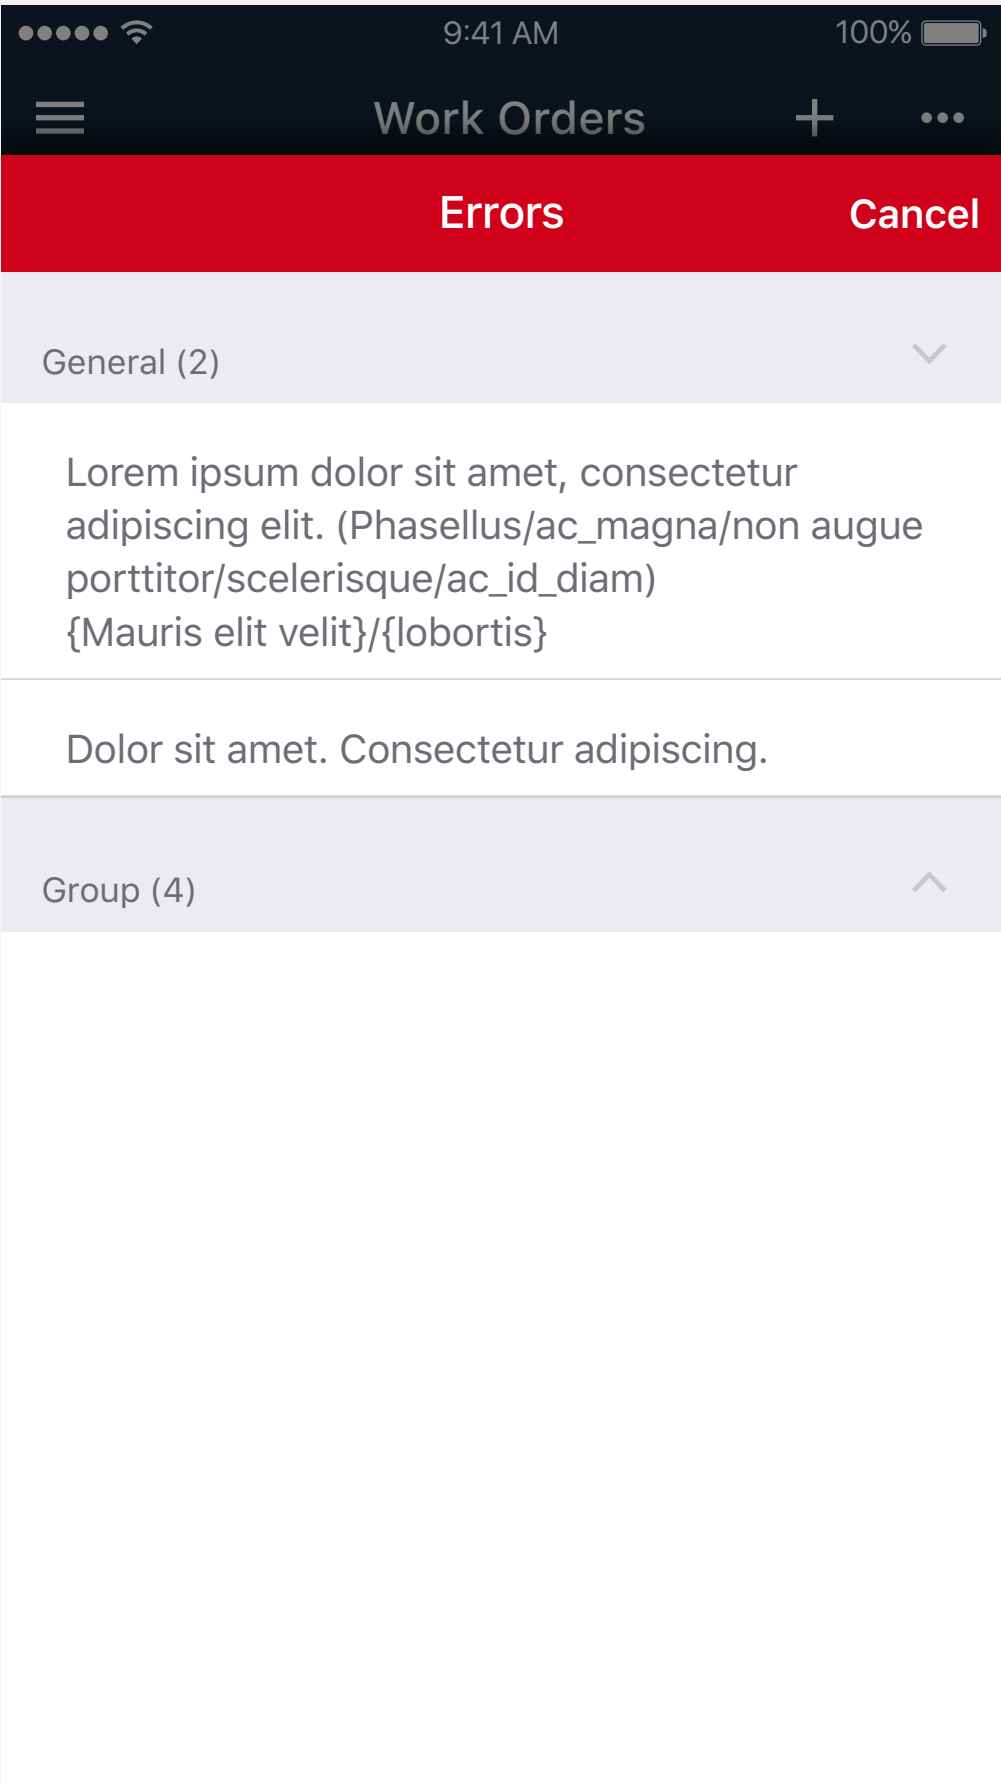 9:41 AM 100%
Work Orders
Errors Cancel
General (2)
Lorem ipsum dolor sit amet, consectetur
adipiscing elit. (Phasellus/ac_magna/non augue
porttitor/scelerisque/ac_id_diam)
{Mauris elit velit}/{lobortis}
Dolor sit amet. Consectetur adipiscing.
Group (4)